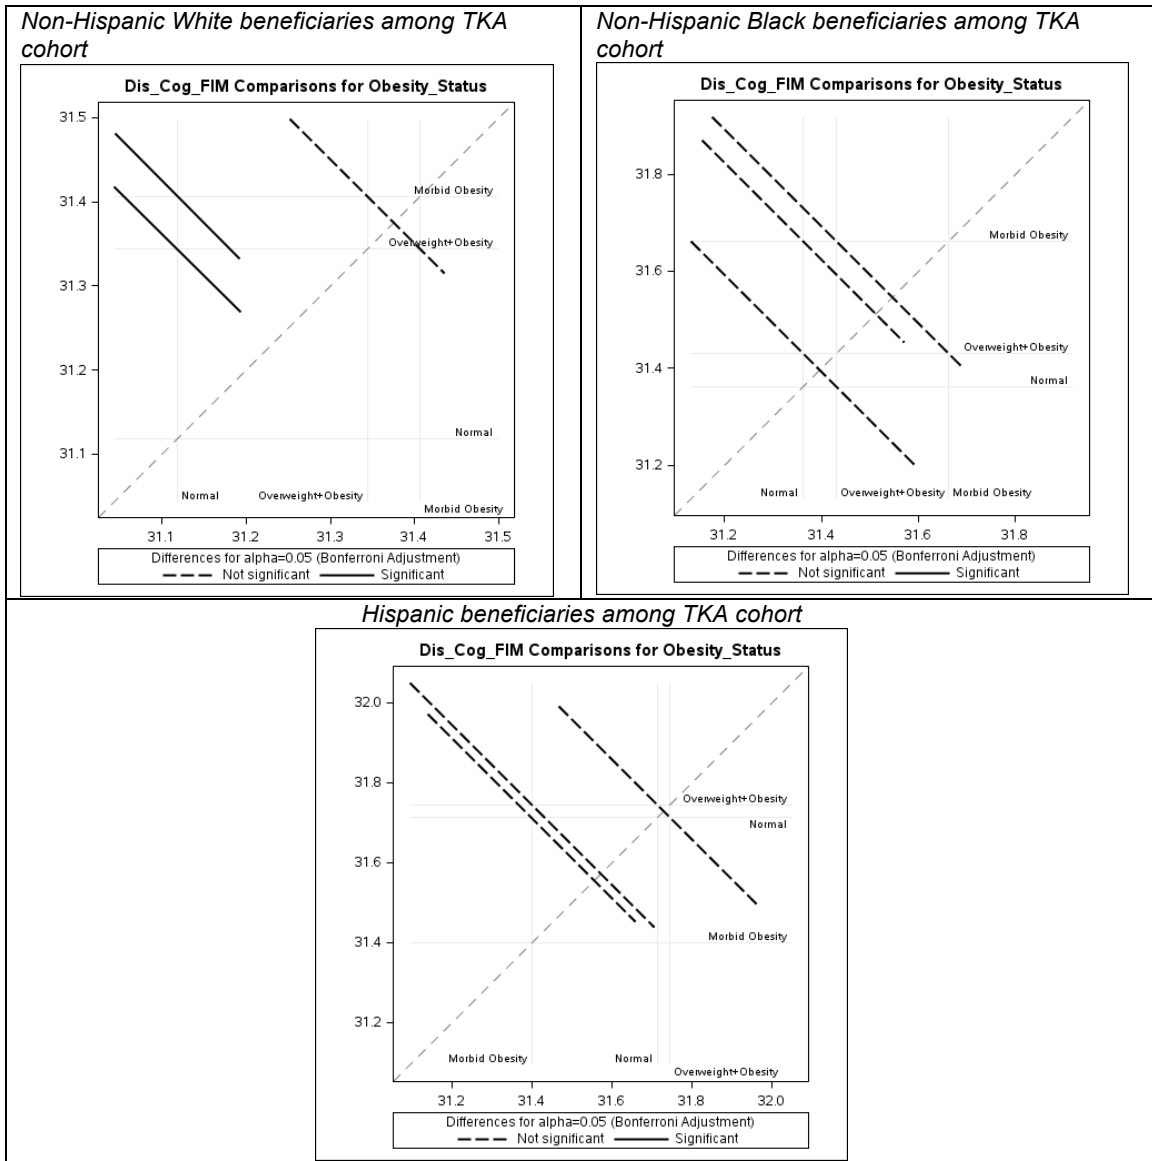 Non-Hispanic White beneficiaries among TKA
cohort
Dis_Cog_FIM Comparisons for Obesity_Status
31.5
31.4
31.3
31.2
31.1
Morbid Obesity
Overweight+Obesity
Normal
Normal
Overweight+Obesity
Morbid Obesity
31.1 31.2 31.3 31.4 31.5
Differences for alpha=0.05 (Bonferroni Adjustment)
Not significant Significant
Non-Hispanic Black beneficiaries among TKA
cohort
Dis_Cog_FIM Comparisons for Obesity_Status
31.8
31.6
31.4
31.2
Morbid Obesity
Overweight+Obesity
Normal
Normal Overweight+Obesity Morbid Obesity
31.2 31.4 31.6 31.8
Differences for alpha=0.05 (Bonferroni Adjustment)
Not significant Significant
Hispanic beneficiaries among TKA cohort
Dis_Cog_FIM Comparisons for Obesity_Status
32.0
31.8
31.6
31.4
31.2
Overweight+Obesity
Normal
Morbid Obesity
Morbid Obesity Normal
Overweight+Obesity
31.2 31.4 31.6 31.8 32.0
Differences for alpha=0.05 (Bonferroni Adjustment)
Not significant Significant